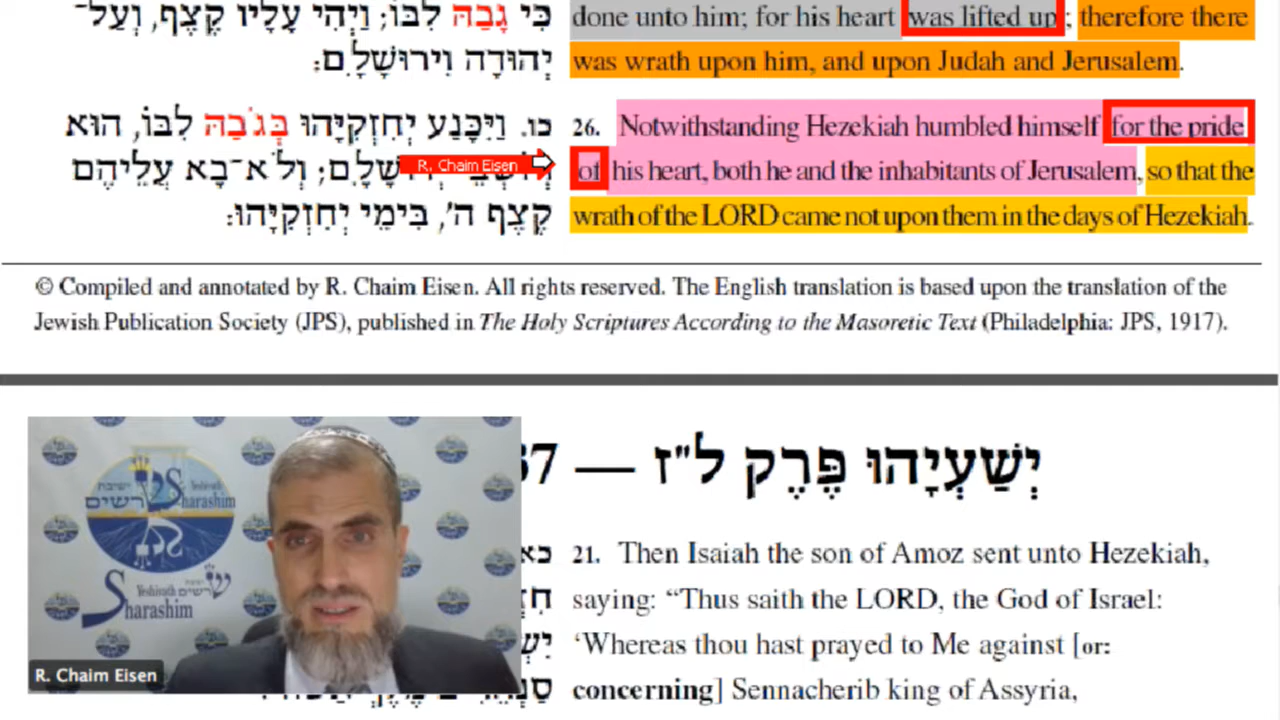 כִּי גָבַהּ לִבּוֹ; וַיְהִי עָלָיו קֶצֶף, וְעַל־
יְהוּדָה וִירוּשָׁלָ͏ִם:
done unto him; for his heart was lifted up; therefore there
was wrath upon him, and upon Judah and Jerusalem.
כו. וַיִּכָּנַע יְחִזְקִיָּהוּ בְּגֹבַהּ לִבּוֹ, הוּא
וְלֹא־בָא עֲלֵיהֶם
קֶצֶף ה', בִּימֵי יְחִזְקִיָּהוּ:
R. Chaim Eisen
26. Notwithstanding Hezekiah humbled himself for the pride
of his heart, both he and the inhabitants of Jerusalem, so that the
wrath of the LORD came not upon them in the days of Hezekiah.
© Compiled and annotated by R. Chaim Eisen. All rights reserved. The English translation is based upon the translation of the
Jewish Publication Society (JPS), published in The Holy Scriptures According to the Masoretic Text (Philadelphia: JPS, 1917).
יְשַׁעְיָהוּ פֶּרֶק ל"ז —
כא
21. Then Isaiah the son of Amoz sent unto Hezekiah,
saying: “Thus saith the LORD, the God of Israel:
‘Whereas thou hast prayed to Me against [or:
concerning] Sennacherib king of Assyria,
ישיבת
שרשים
Yeshivath
Sharashim
Yeshivath
שרשים
Sharashim
R. Chaim Eisen